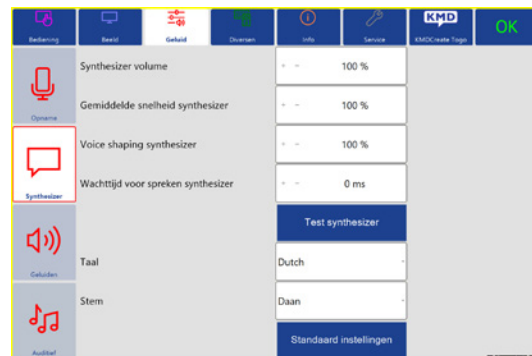 Bediening Beeld Geluid Diversen Info Service KMD KMDCreate Togo OK
Opname
Synthesizer
Geluiden
Auditief
Synthesizer volume + - 100 %
Gemiddelde snelheid synthesizer + - 100 %
Voice shaping synthesizer + - 100 %
Wachttijd voor spreken synthesizer + - 0 ms
Test synthesizer
Taal Dutch
Stem Daan
Standaard instellingen